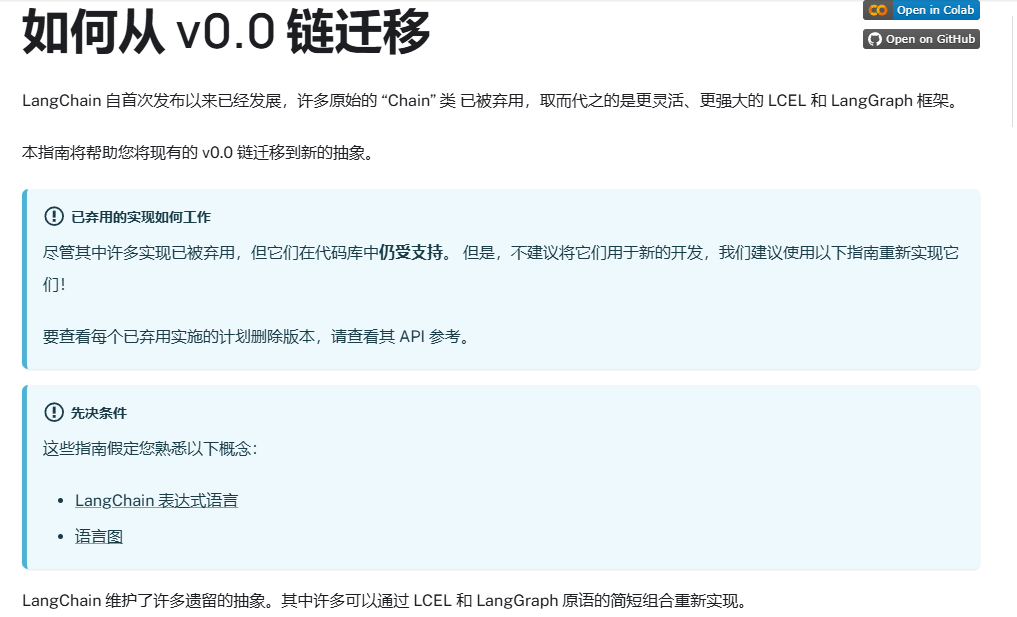 如何从 v0.0 链迁移
Open in Colab
Open on GitHub
LangChain 自首次发布以来已经发展，许多原始的 “Chain” 类 已被弃用，取而代之的是更灵活、更强大的 LCEL 和 LangGraph 框架。
本指南将帮助您将现有的 v0.0 链迁移到新的抽象。
已弃用的实现如何工作
尽管其中许多实现已被弃用，但它们在代码库中仍受支持。 但是，不建议将它们用于新的开发，我们建议使用以下指南重新实现它
们！
要查看每个已弃用实施的计划删除版本，请查看其 API 参考。
先决条件
这些指南假定您熟悉以下概念：
• LangChain 表达式语言
• 语言图
LangChain 维护了许多遗留的抽象。其中许多可以通过 LCEL 和 LangGraph 原语的简短组合重新实现。